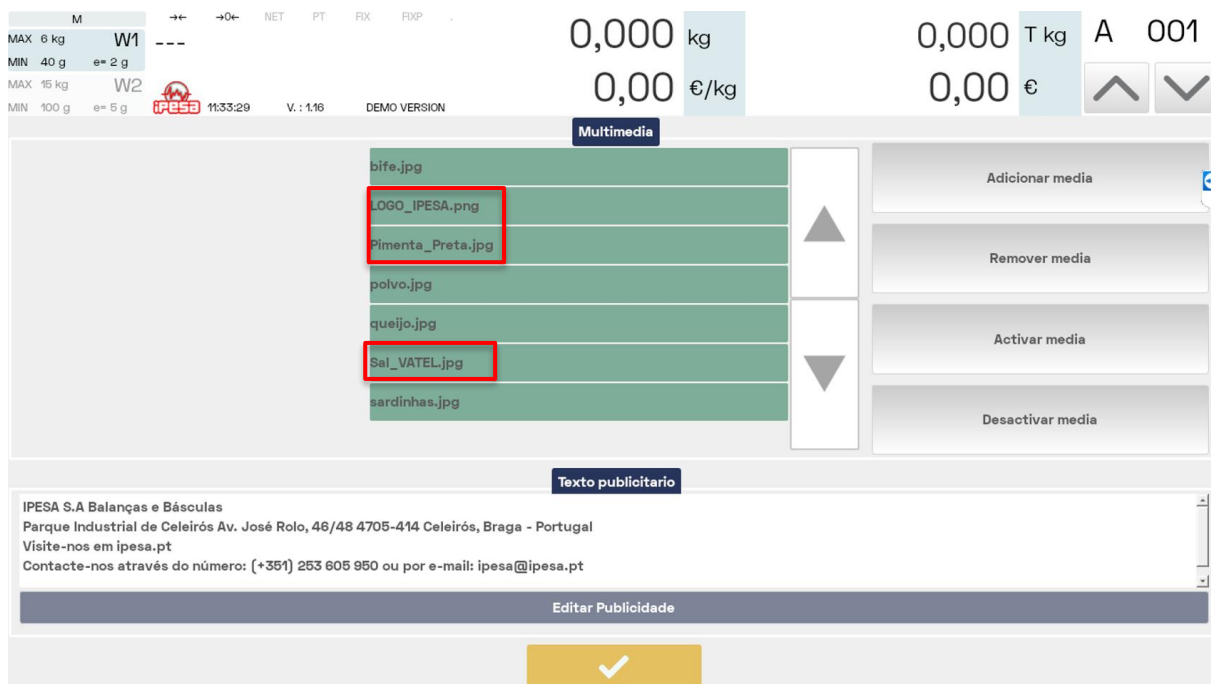 M →← →0← NET PT FIX FIXP .
MAX 6 kg W1 ---
MIN 40 g e= 2 g
MAX 15 kg W2
MIN 100 g e= 5 g ipesa 11:33:29 V. : 1.16 DEMO VERSION
0,000 kg
0,00 €/kg
0,000 T kg
0,00 €
A 001
Multimedia
bife.jpg
LOGO_IPESA.png
Pimenta_Preta.jpg
polvo.jpg
queijo.jpg
Sal_VATEL.jpg
sardinhas.jpg
Adicionar media
Remover media
Activar media
Desactivar media
Texto publicitario
IPESA S.A Balanças e Básculas
Parque Industrial de Celeirós Av. José Rolo, 46/48 4705-414 Celeirós, Braga - Portugal
Visite-nos em ipesa.pt
Contacte-nos através do número: (+351) 253 605 950 ou por e-mail: ipesa@ipesa.pt
Editar Publicidade